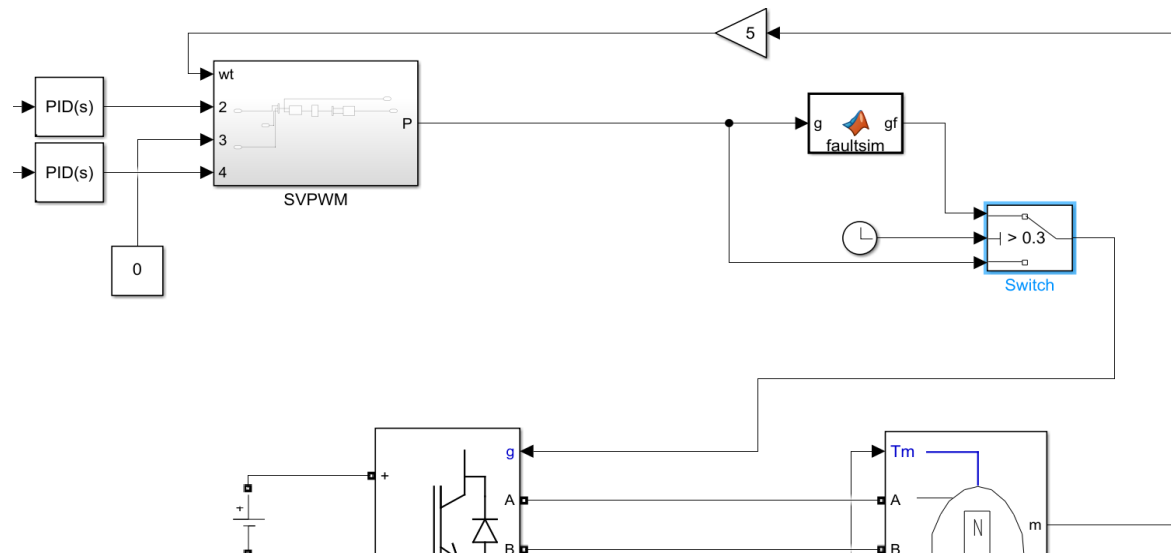 5
wt
PID(s)
2
P
g
gf
faultsim
3
PID(s)
4
SVPWM
> 0.3
0
Switch
g
Tm
+
A
A
+
N
m
B
B